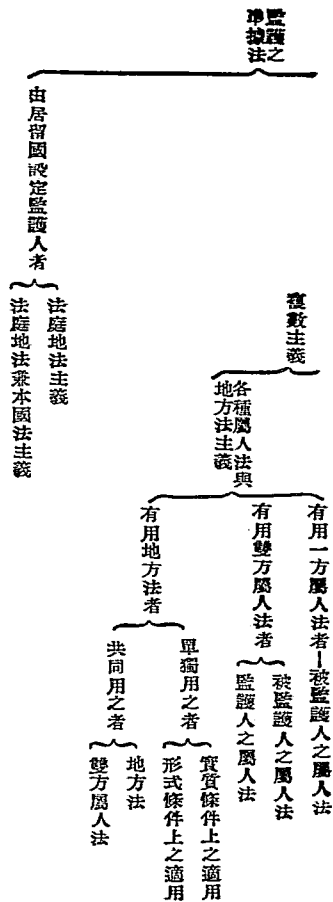 監護之
準據法
複數主義
各種屬人法與
地方法主義
有用一方屬人法者—被監護人之屬人法
有用雙方屬人法者
被監護人之屬人法
監護人之屬人法
有用地方法者
單獨用之者
實質條件上之適用
形式條件上之適用
共同用之者
地方法
雙方屬人法
由居留國設定監護人者
法庭地法主義
法庭地法兼本國法主義